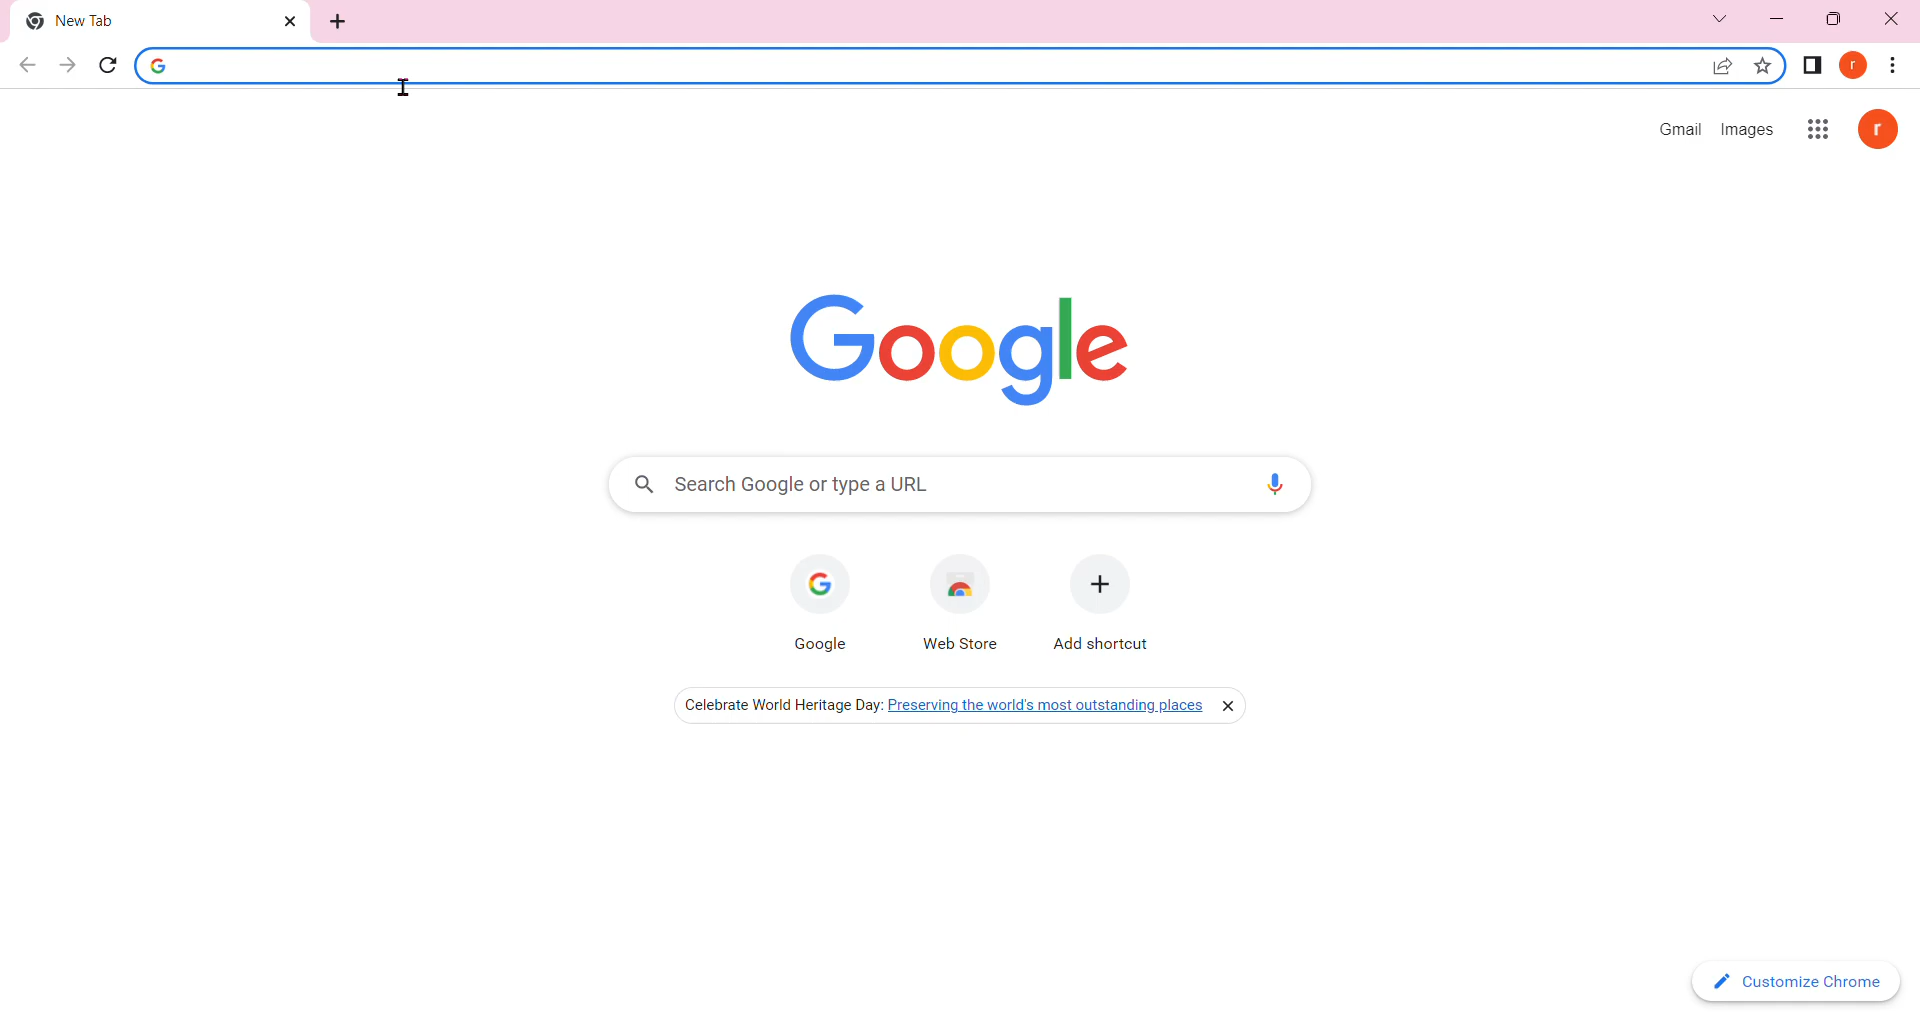 New Tab
r
Gmail Images
r
Google
Search Google or type a URL
Google Web Store Add shortcut
Celebrate World Heritage Day: Preserving the world's most outstanding places
Customize Chrome